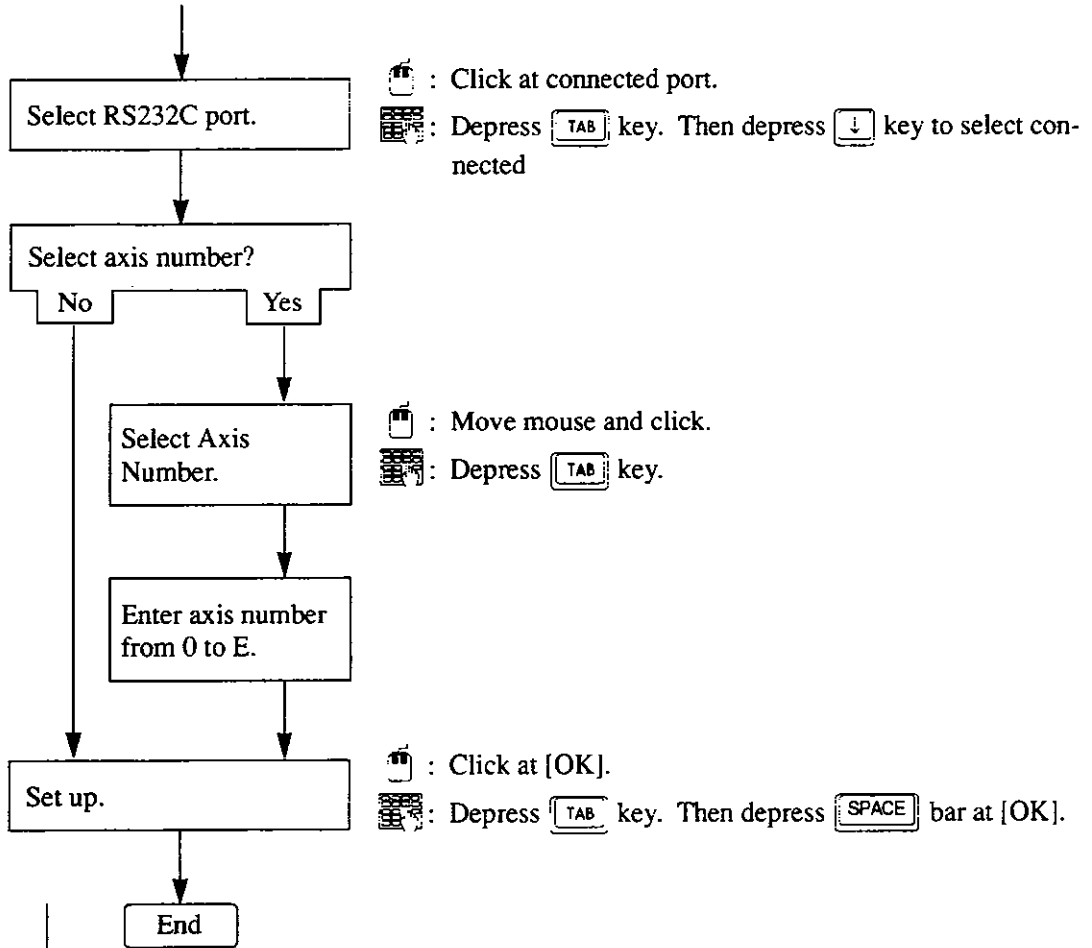 : Click at connected port.
Select RS232C port.
: Depress TAB key. Then depress ↓ key to select con-
nected
Select axis number?
No Yes
Select Axis
Number.
: Move mouse and click.
: Depress TAB key.
Enter axis number
from 0 to E.
Set up.
: Click at [OK].
: Depress TAB key. Then depress SPACE bar at [OK].
End